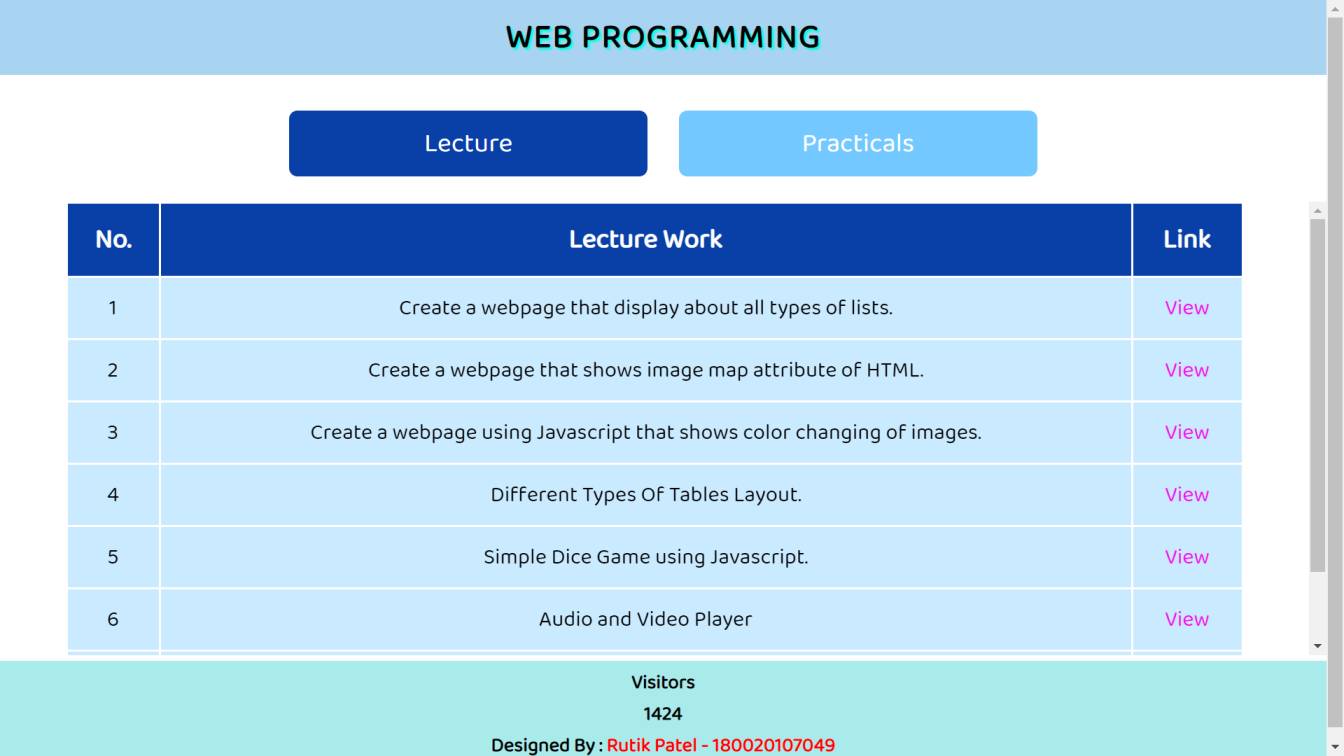 WEB PROGRAMMING
Lecture Practicals
No. Lecture Work Link
1 Create a webpage that display about all types of lists. View
2 Create a webpage that shows image map attribute of HTML. View
3 Create a webpage using Javascript that shows color changing of images. View
4 Different Types Of Tables Layout. View
5 Simple Dice Game using Javascript. View
6 Audio and Video Player View
Visitors
1424
Designed By : Rutik Patel - 180020107049